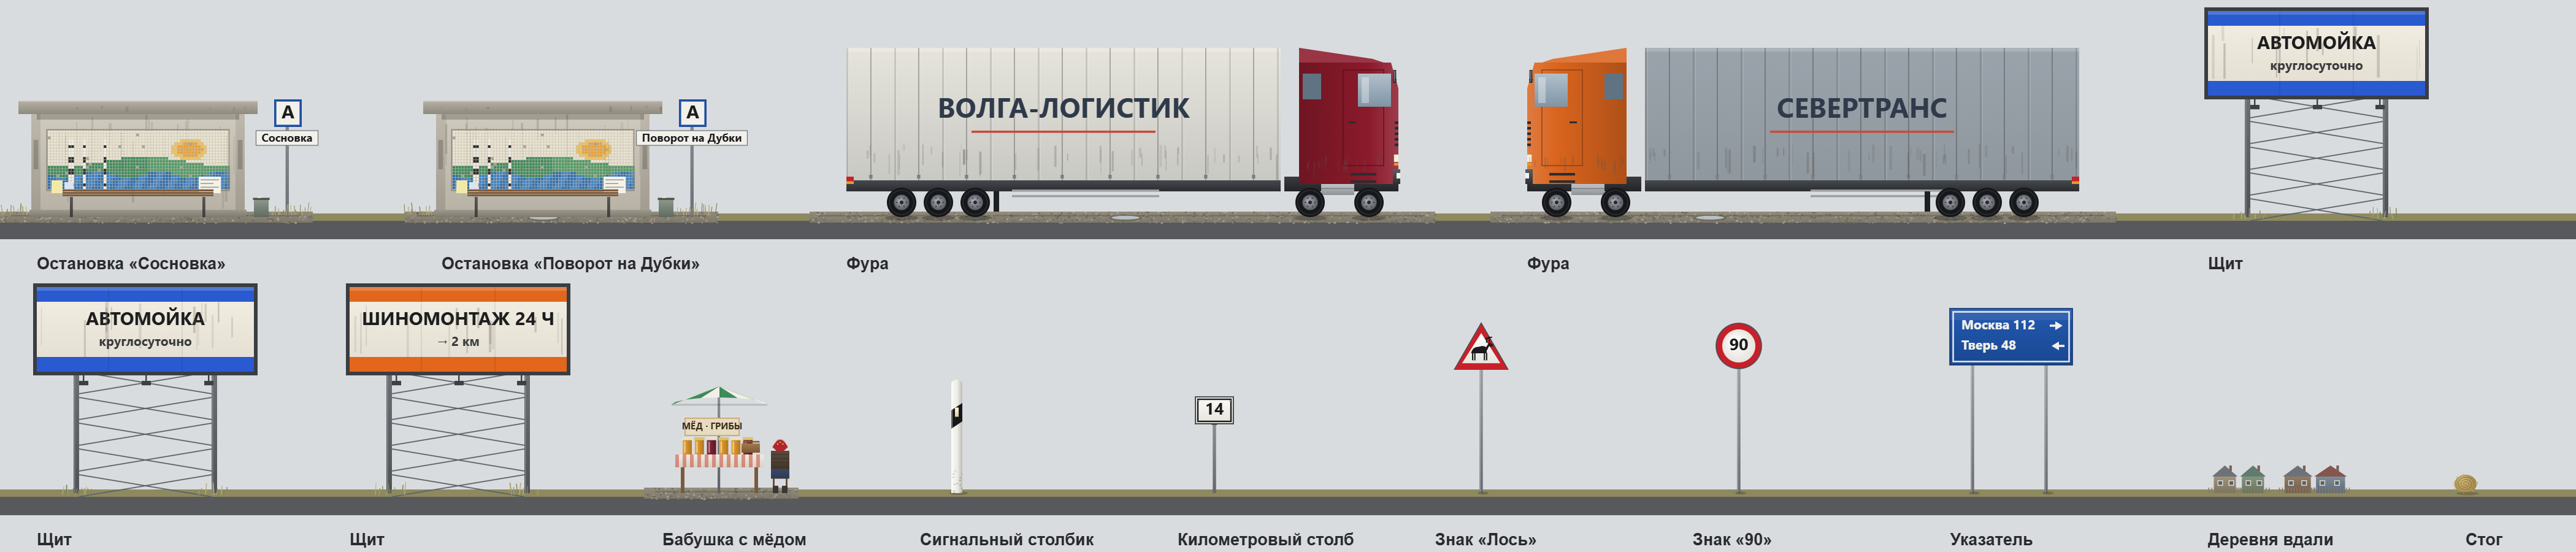 А
Сосновка
А
Поворот на Дубки
ВОЛГА-ЛОГИСТИК
СЕВЕРТРАНС
АВТОМОЙКА
круглосуточно
Остановка «Сосновка»
Остановка «Поворот на Дубки»
Фура
Фура
Щит
АВТОМОЙКА
круглосуточно
ШИНОМОНТАЖ 24 Ч
→ 2 км
МЁД · ГРИБЫ
14
90
Москва 112 →
Тверь 48 ←
Щит
Щит
Бабушка с мёдом
Сигнальный столбик
Километровый столб
Знак «Лось»
Знак «90»
Указатель
Деревня вдали
Стог